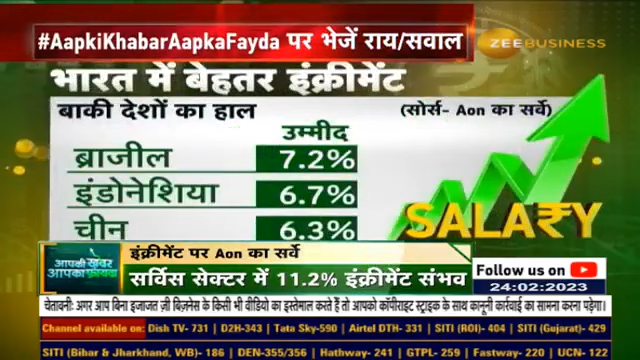 #AapkiKhabarAapkaFayda पर भेजें राय/सवाल
ZEEBUSINESS
भारत में बेहतर इंक्रीमेंट
बाकी देशों का हाल
(सोर्स- Aon का सर्वे)
उम्मीद
ब्राजील 7.2%
इंडोनेशिया 6.7%
चीन 6.3%
SALA₹Y
आपकी खबर
आपका फायदा
इंक्रीमेंट पर Aon का सर्वे
सर्विस सेक्टर में 11.2% इंक्रीमेंट संभव
Follow us on
24:02:2023
चेतावनी: अगर आप बिना इजाजत ज़ी बिज़नेस के किसी भी वीडियो का इस्तेमाल करते हैं तो आपको कॉपीराइट स्ट्राइक के साथ कानूनी कार्रवाई का सामना करना पड़ेगा।
Channel available on: Dish TV- 731 | D2H-343 | Tata Sky-590 | Airtel DTH- 331 | SITI (ROI)- 404 | SITI (Gujarat)- 429
SITI (Bihar & Jharkhand, WB)- 186 | DEN-355/356 | Hathway- 241 | GTPL- 259 | Fastway- 220 | UCN- 122